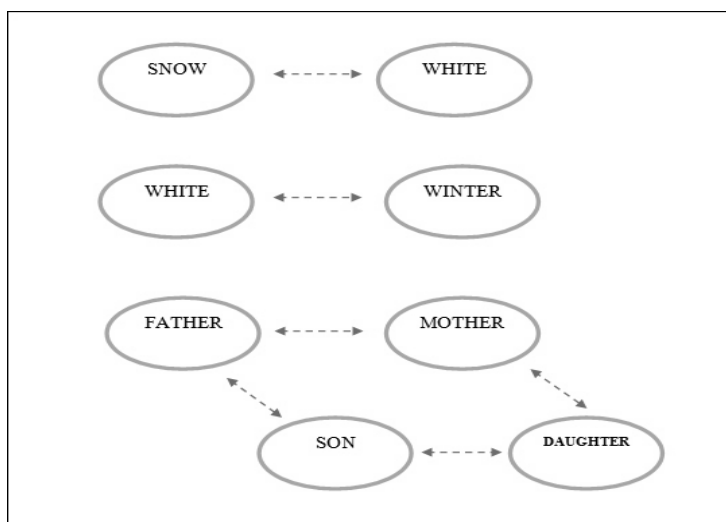 SNOW
WHITE
WHITE
WINTER
FATHER
MOTHER
SON
DAUGHTER